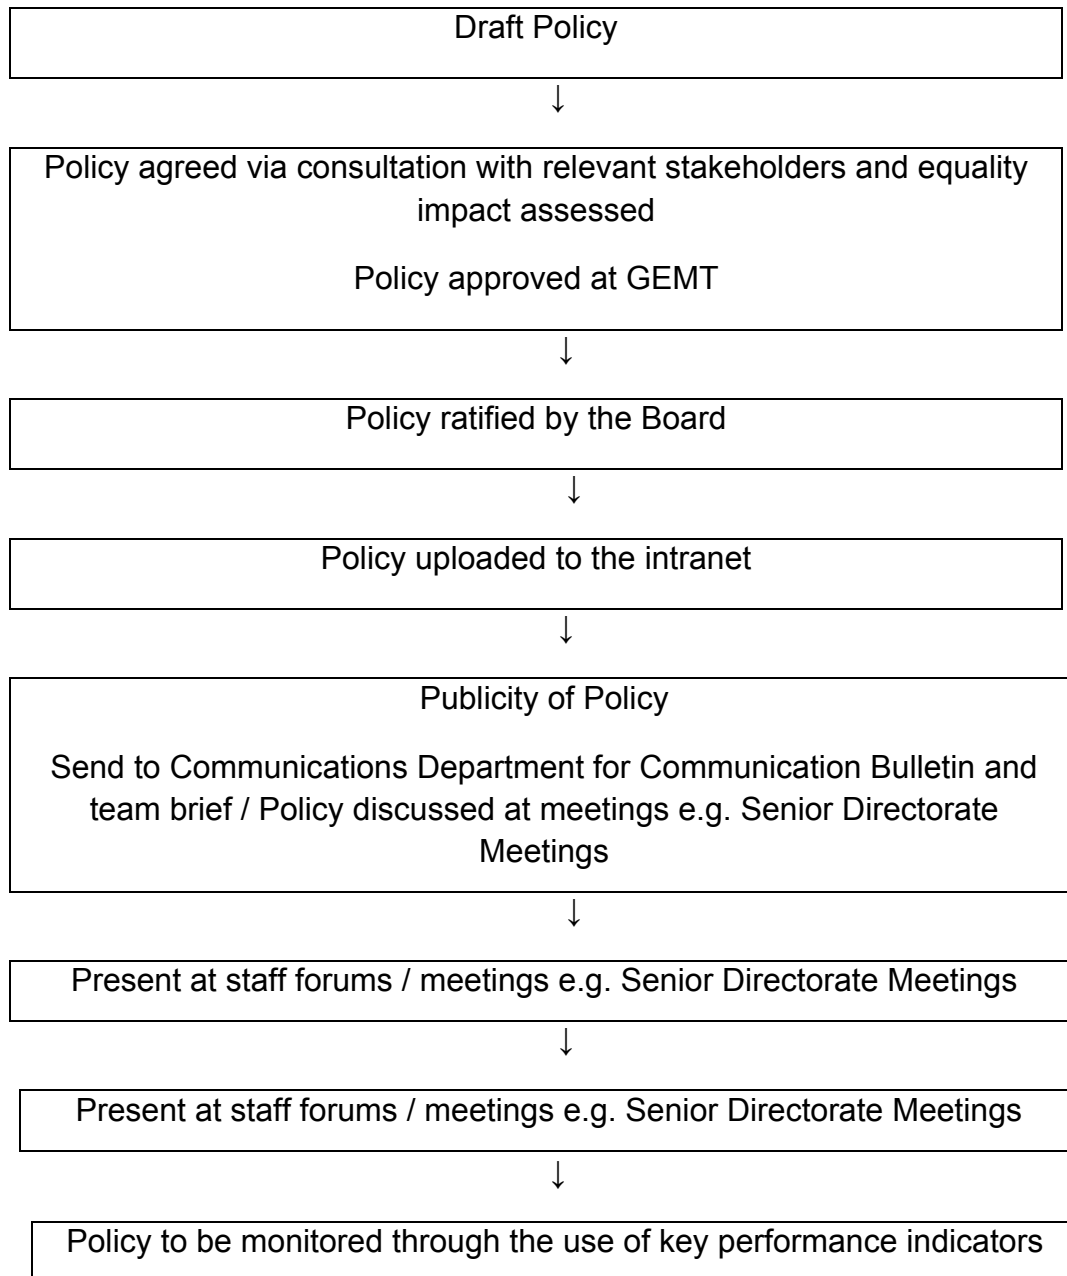 Draft Policy
↓
Policy agreed via consultation with relevant stakeholders and equality
impact assessed
Policy approved at GEMT
↓
Policy ratified by the Board
↓
Policy uploaded to the intranet
↓
Publicity of Policy
Send to Communications Department for Communication Bulletin and
team brief / Policy discussed at meetings e.g. Senior Directorate
Meetings
↓
Present at staff forums / meetings e.g. Senior Directorate Meetings
↓
Present at staff forums / meetings e.g. Senior Directorate Meetings
↓
Policy to be monitored through the use of key performance indicators